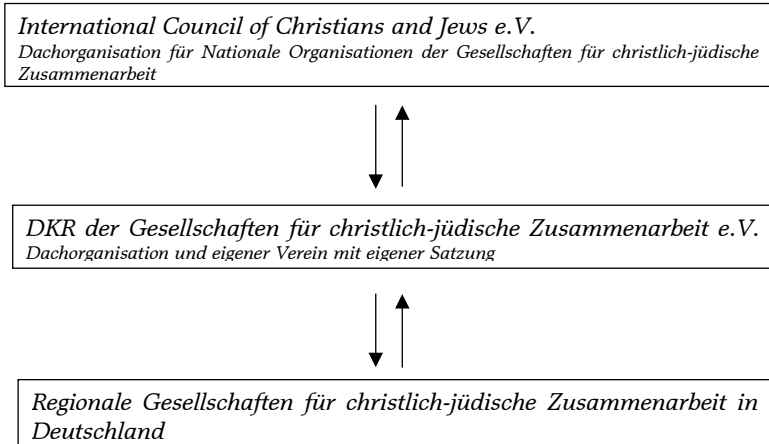 International Council of Christians and Jews e.V.
Dachorganisation für Nationale Organisationen der Gesellschaften für christlich-jüdische
Zusammenarbeit
DKR der Gesellschaften für christlich-jüdische Zusammenarbeit e.V.
Dachorganisation und eigener Verein mit eigener Satzung
Regionale Gesellschaften für christlich-jüdische Zusammenarbeit in
Deutschland